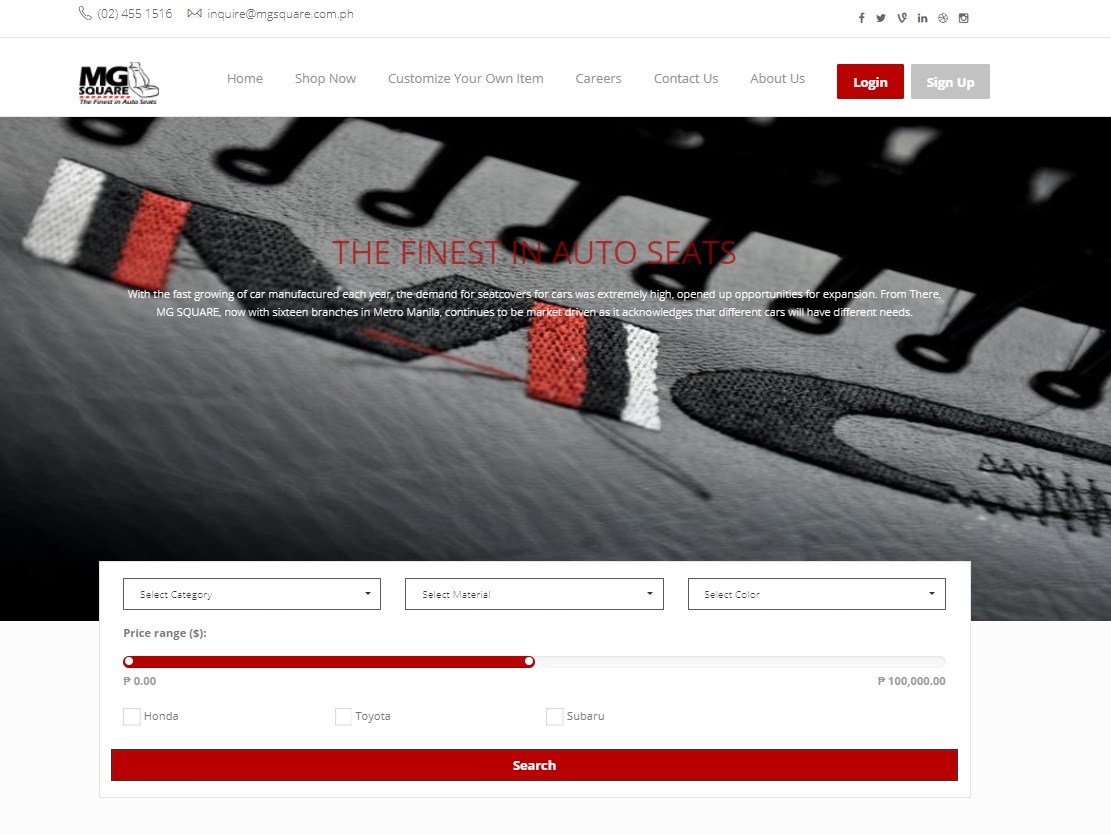 (02) 455 1516 inquire@mgsquare.com.ph
MG
SQUARE
The Finest in Auto Seats
Home Shop Now Customize Your Own Item Careers Contact Us About Us Login Sign Up
THE FINEST IN AUTO SEATS
With the fast growing of car manufactured each year, the demand for seatcovers for cars was extremely high, opened up opportunities for expansion. From There,
MG SQUARE, now with sixteen branches in Metro Manila, continues to be market driven as it acknowledges that different cars will have different needs.
Select Category Select Material Select Color
Price range ($):
₱ 0.00 ₱ 100,000.00
Honda Toyota Subaru
Search